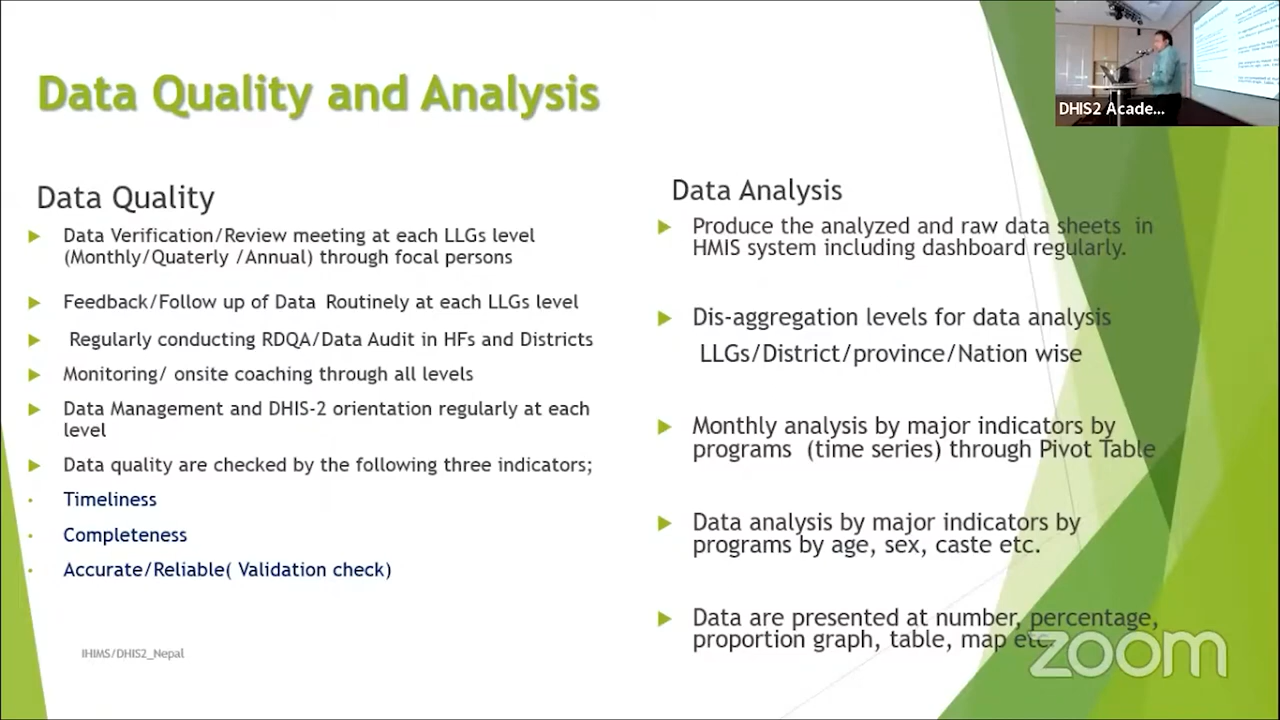 Data Quality and Analysis
Data Quality
Data Verification/Review meeting at each LLGs level
(Monthly/Quaterly /Annual) through focal persons
Feedback/Follow up of Data Routinely at each LLGs level
Regularly conducting RDQA/Data Audit in HFs and Districts
Monitoring/ onsite coaching through all levels
Data Management and DHIS-2 orientation regularly at each
level
Data quality are checked by the following three indicators;
Timeliness
Completeness
Accurate/Reliable( Validation check)
IHIMS/DHIS2_Nepal
Data Analysis
Produce the analyzed and raw data sheets in
HMIS system including dashboard regularly.
Dis-aggregation levels for data analysis
LLGs/District/province/Nation wise
Monthly analysis by major indicators by
programs (time series) through Pivot Table
Data analysis by major indicators by
programs by age, sex, caste etc.
Data are presented at number, percentage,
proportion graph, table, map etc.
DHIS2 Acade...
zoom